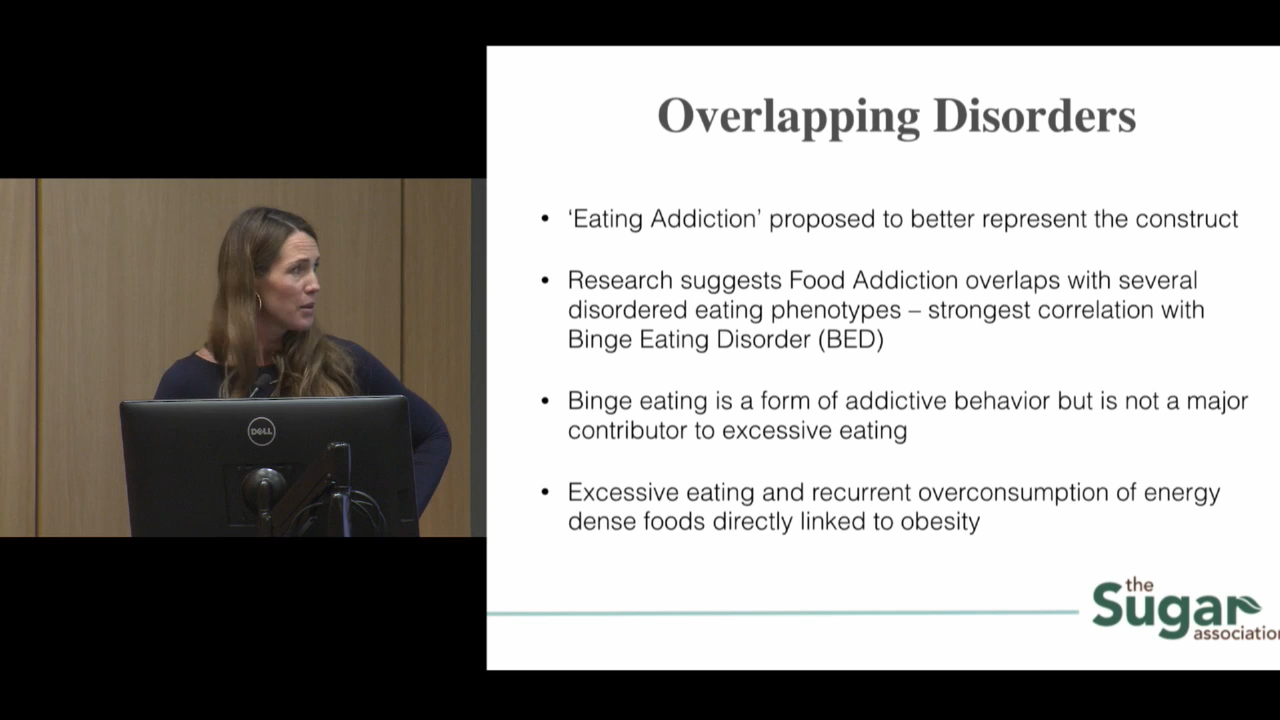 Overlapping Disorders
• ‘Eating Addiction’ proposed to better represent the construct
• Research suggests Food Addiction overlaps with several
disordered eating phenotypes – strongest correlation with
Binge Eating Disorder (BED)
• Binge eating is a form of addictive behavior but is not a major
contributor to excessive eating
• Excessive eating and recurrent overconsumption of energy
dense foods directly linked to obesity
the
Sugar
association
DELL